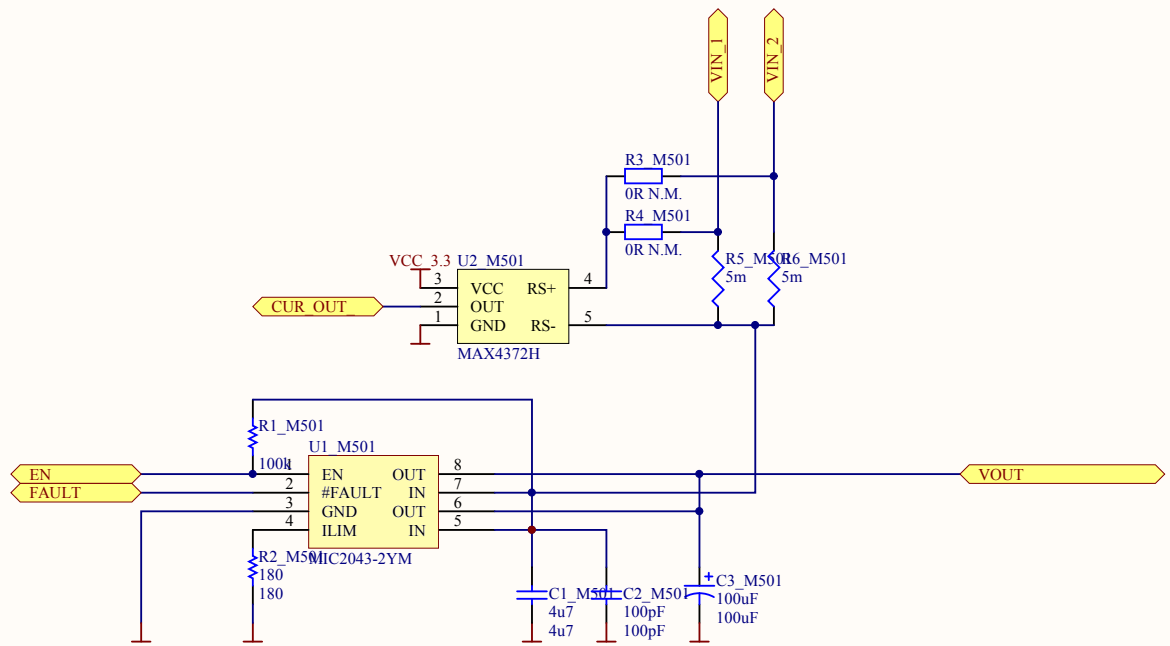 VIN_1
VIN_2
R3_M501
0R N.M.
R4_M501
0R N.M.
R5_M501
5m
R6_M501
5m
VCC_3.3
U2_M501
3 VCC RS+ 4
CUR_OUT_
2 OUT
1 GND RS- 5
MAX4372H
R1_M501
100k
U1_M501
EN
1 EN OUT 8
VOUT
FAULT
2 #FAULT IN 7
3 GND OUT 6
4 ILIM IN 5
MIC2043-2YM
R2_M501
180
180
C1_M501
4u7
4u7
C2_M501
100pF
100pF
+
C3_M501
100uF
100uF